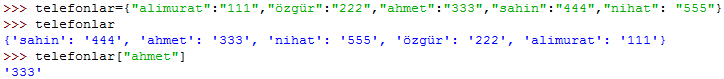 >>> telefonlar={"alimurat":"111","özgür":"222","ahmet":"333","sahin":"444","nihat": "555"}
>>> telefonlar
{'sahin': '444', 'ahmet': '333', 'nihat': '555', 'özgür': '222', 'alimurat': '111'}
>>> telefonlar["ahmet"]
'333'